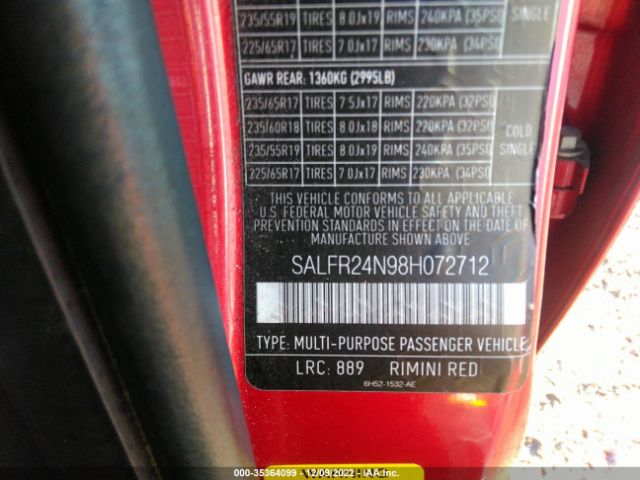 235/55R19 TIRES 8.0Jx19 RIMS 240KPA (35PSI) SINGLE
225/65R17 TIRES 7.0Jx17 RIMS 230KPA (34PSI)
GAWR REAR: 1360KG (2995LB)
235/65R17 TIRES 7.5Jx17 RIMS 220KPA (32PSI)
235/60R18 TIRES 8.0Jx18 RIMS 220KPA (32PSI) COLD
235/55R19 TIRES 8.0Jx19 RIMS 240KPA (35PSI) SINGLE
225/65R17 TIRES 7.0Jx17 RIMS 230KPA (34PSI)
THIS VEHICLE CONFORMS TO ALL APPLICABLE
U.S. FEDERAL MOTOR VEHICLE SAFETY AND THEFT
PREVENTION STANDARDS IN EFFECT ON THE DATE OF
MANUFACTURE SHOWN ABOVE
SALFR24N98H072712
TYPE: MULTI-PURPOSE PASSENGER VEHICLE
LRC: 889 RIMINI RED
6H52-1532-AE
WARNING
000-35364099 - 12/09/2022 - IAA Inc.